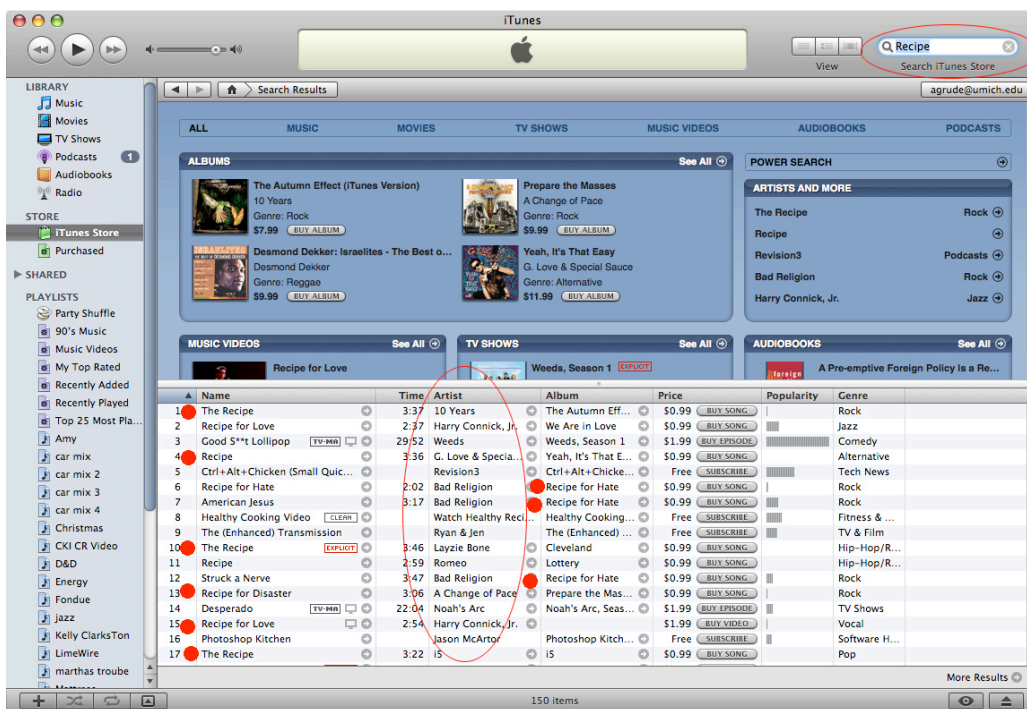 iTunes
Recipe
View
Search iTunes Store
LIBRARY
Music
Movies
TV Shows
Podcasts 1
Audiobooks
Radio
STORE
iTunes Store
Purchased
SHARED
PLAYLISTS
Party Shuffle
90's Music
Music Videos
My Top Rated
Recently Added
Recently Played
Top 25 Most Pla...
Amy
car mix
car mix 2
car mix 3
car mix 4
Christmas
CKI CR Video
D&D
Energy
Fondue
jazz
Kelly ClarksTon
LimeWire
marthas troube
Search Results
agrude@umich.edu
ALL MUSIC MOVIES TV SHOWS MUSIC VIDEOS AUDIOBOOKS PODCASTS
ALBUMS See All
The Autumn Effect (iTunes Version)
10 Years
Genre: Rock
$7.99 BUY ALBUM
Prepare the Masses
A Change of Pace
Genre: Rock
$9.99 BUY ALBUM
Desmond Dekker: Israelites - The Best o...
Desmond Dekker
Genre: Reggae
$9.99 BUY ALBUM
Yeah, It's That Easy
G. Love & Special Sauce
Genre: Alternative
$11.99 BUY ALBUM
POWER SEARCH
ARTISTS AND MORE
The Recipe Rock
Recipe
Revision3 Podcasts
Bad Religion Rock
Harry Connick, Jr. Jazz
MUSIC VIDEOS See All
Recipe for Love
TV SHOWS See All
Weeds, Season 1 EXPLICIT
AUDIOBOOKS See All
foreign
A Pre-emptive Foreign Policy Is a Re...
Name Time Artist Album Price Popularity Genre
1 The Recipe 3:37 10 Years The Autumn Eff... $0.99 BUY SONG Rock
2 Recipe for Love 2:37 Harry Connick, Jr. We Are in Love $0.99 BUY SONG Jazz
3 Good S**t Lollipop TV-MA 29:52 Weeds Weeds, Season 1 $1.99 BUY EPISODE Comedy
4 Recipe 3:36 G. Love & Specia... Yeah, It's That E... $0.99 BUY SONG Alternative
5 Ctrl+Alt+Chicken (Small Quic... Revision3 Ctrl+Alt+Chicke... Free SUBSCRIBE Tech News
6 Recipe for Hate 2:02 Bad Religion Recipe for Hate $0.99 BUY SONG Rock
7 American Jesus 3:17 Bad Religion Recipe for Hate $0.99 BUY SONG Rock
8 Healthy Cooking Video CLEAN Watch Healthy Reci... Healthy Cooking... Free SUBSCRIBE Fitness & ...
9 The (Enhanced) Transmission Ryan & Jen The (Enhanced) ... Free SUBSCRIBE TV & Film
10 The Recipe EXPLICIT 3:46 Layzie Bone Cleveland $0.99 BUY SONG Hip-Hop/R...
11 Recipe 2:59 Romeo Lottery $0.99 BUY SONG Hip-Hop/R...
12 Struck a Nerve 3:47 Bad Religion Recipe for Hate $0.99 BUY SONG Rock
13 Recipe for Disaster 3:06 A Change of Pace Prepare the Mas... $0.99 BUY SONG Rock
14 Desperado TV-MA 22:04 Noah's Arc Noah's Arc, Seas... $1.99 BUY EPISODE TV Shows
15 Recipe for Love 2:54 Harry Connick, Jr. $1.99 BUY VIDEO Vocal
16 Photoshop Kitchen Jason McArtor Photoshop Kitch... Free SUBSCRIBE Software H...
17 The Recipe 3:22 i5 i5 $0.99 BUY SONG Pop
More Results
150 items